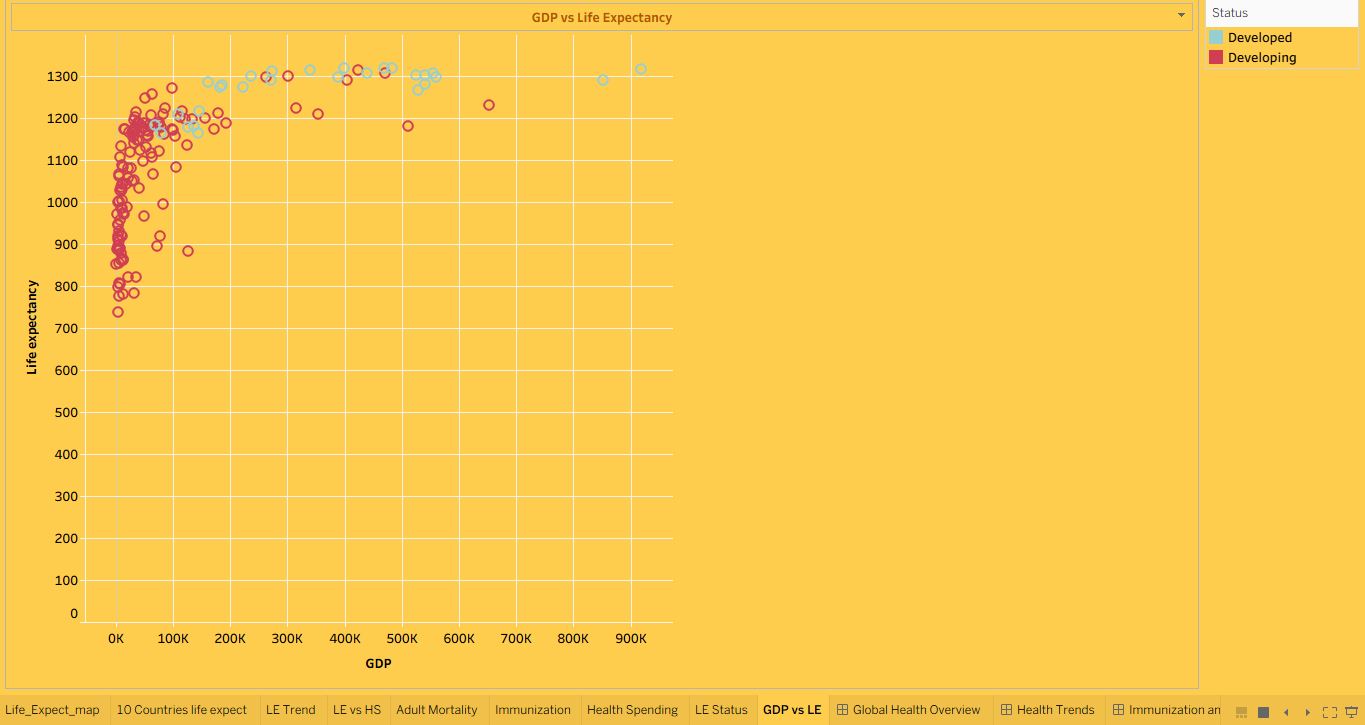 GDP vs Life Expectancy
Status
Developed
Developing
1300
1200
1100
1000
900
800
700
600
500
400
300
200
100
0
Life expectancy
0K 100K 200K 300K 400K 500K 600K 700K 800K 900K
GDP
Life_Expect_map 10 Countries life expect LE Trend LE vs HS Adult Mortality Immunization Health Spending LE Status GDP vs LE Global Health Overview Health Trends Immunization an